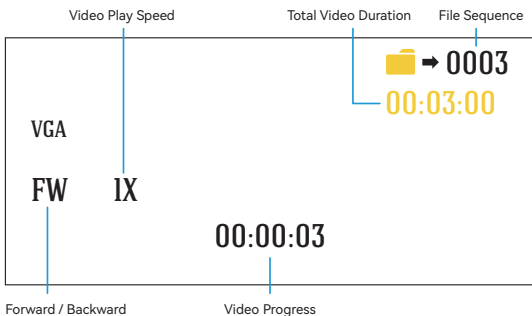 Video Play Speed
Total Video Duration
File Sequence
0003
00:03:00
VGA
FW
1X
00:00:03
Forward / Backward
Video Progress